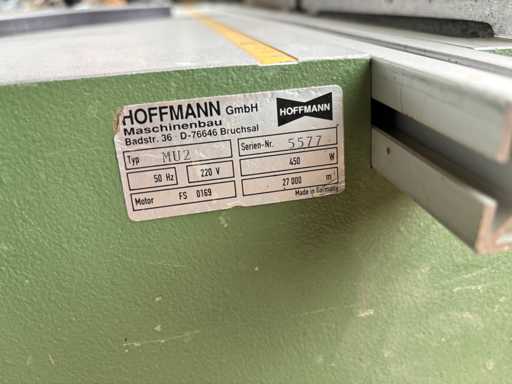 HOFFMANN GmbH
Maschinenbau
Badstr. 36 · D-76646 Bruchsal
HOFFMANN
Typ MU2 Serien-Nr. 5577
50 Hz 220 V 450 W
Motor FS 0169 27 000
Made in Germany